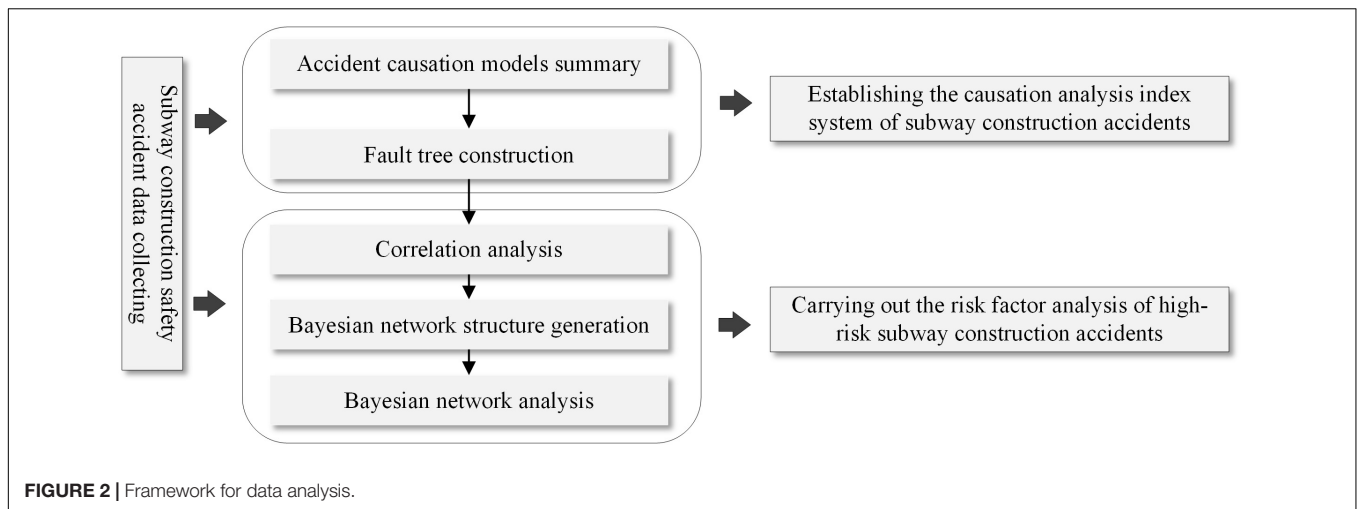 Subway construction safety
accident data collecting
Accident causation models summary
Fault tree construction
Correlation analysis
Bayesian network structure generation
Bayesian network analysis
Establishing the causation analysis index
system of subway construction accidents
Carrying out the risk factor analysis of high-
risk subway construction accidents
FIGURE 2 | Framework for data analysis.